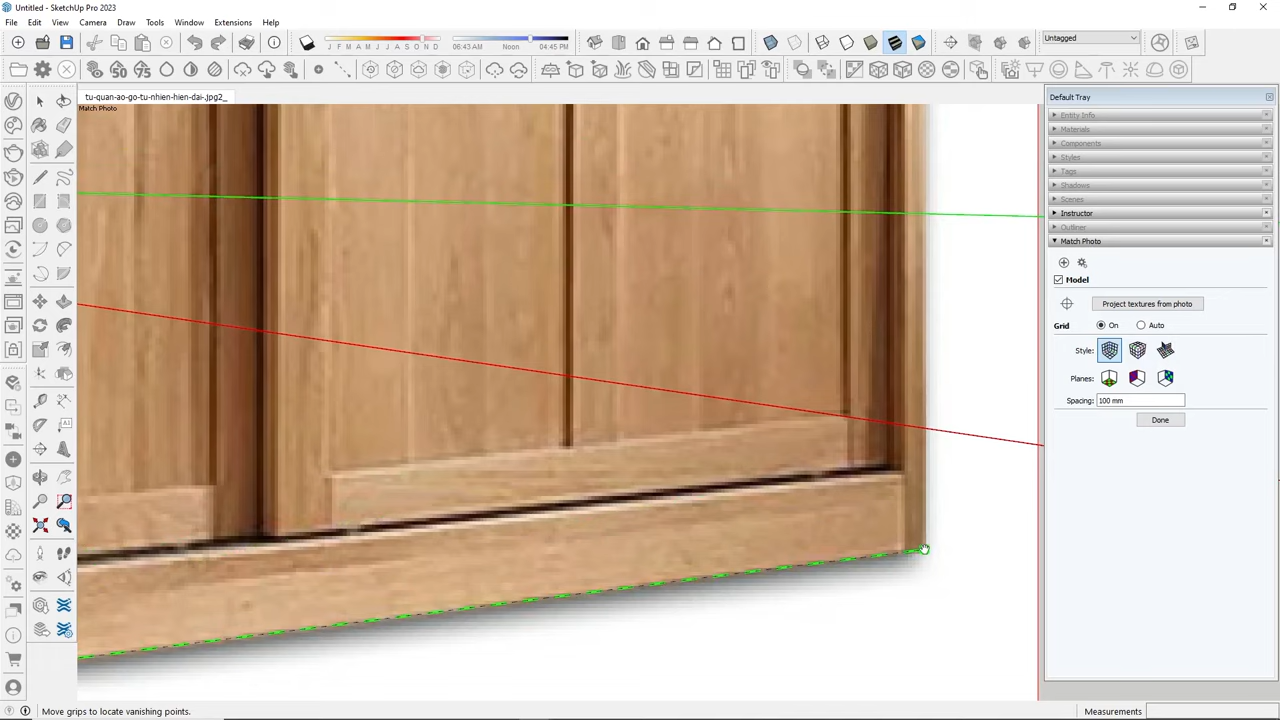 Untitled - SketchUp Pro 2023
File Edit View Camera Draw Tools Window Extensions Help
J F M A M J J A S O N D
06:43 AM Noon 04:45 PM
Untagged
50 75
tu-quan-ao-go-tu-nhien-hien-dai-.jpg2_
Match Photo
Default Tray
Entity Info
Materials
Components
Styles
Tags
Shadows
Scenes
Instructor
Outliner
Match Photo
Model
Project textures from photo
Grid On Auto
Style:
Planes:
Spacing: 100 mm
Done
Move grips to locate vanishing points.
Measurements